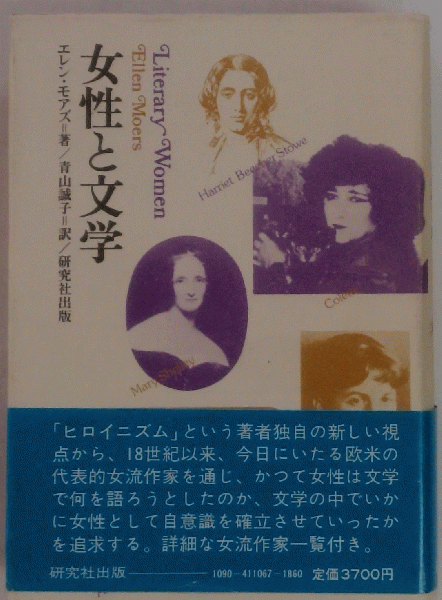 女性と文学
エレン・モアズ=著/青山誠子=訳/研究社出版
Literary Women
Ellen Moers
Harriet Beecher Stowe
Colette
Mary Shelley
「ヒロイニズム」という著者独自の新しい視
点から、18世紀以来、今日にいたる欧米の
代表的女流作家を通じ、かつて女性は文学
で何を語ろうとしたのか、文学の中でいか
に女性として自意識を確立させていったか
を追求する。詳細な女流作家一覧付き。
研究社出版 ——— 1090-411067-1860 定価3700円